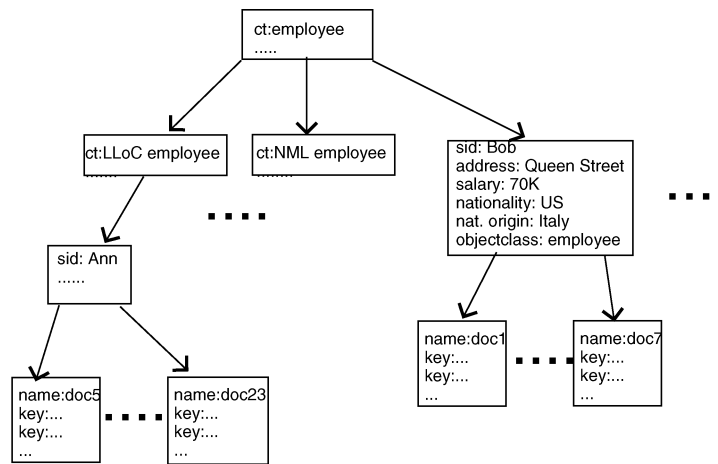 ct:employee
.....
ct:LLoC employee
.......
ct:NML employee
.........
sid: Bob
address: Queen Street
salary: 70K
nationality: US
nat. origin: Italy
objectclass: employee
sid: Ann
......
name:doc1
key:...
key:...
...
name:doc7
key:...
key:...
...
name:doc5
key:...
key:...
...
name:doc23
key:...
key:...
...